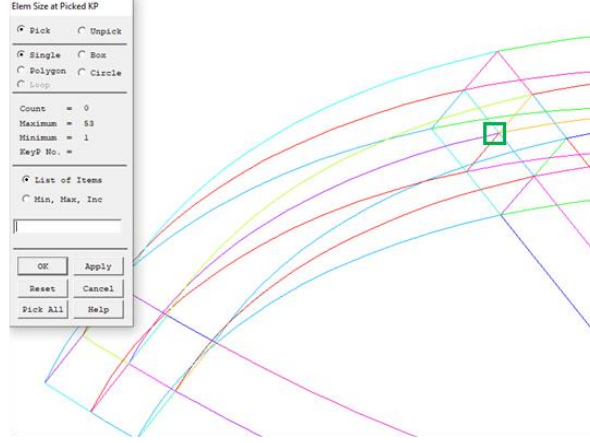 Elem Size at Picked KP
Pick Unpick
Single Box
Polygon Circle
Loop
Count = 0
Maximum = 53
Minimum = 1
KeyP No. =
List of Items
Min, Max, Inc
OK Apply
Reset Cancel
Pick All Help